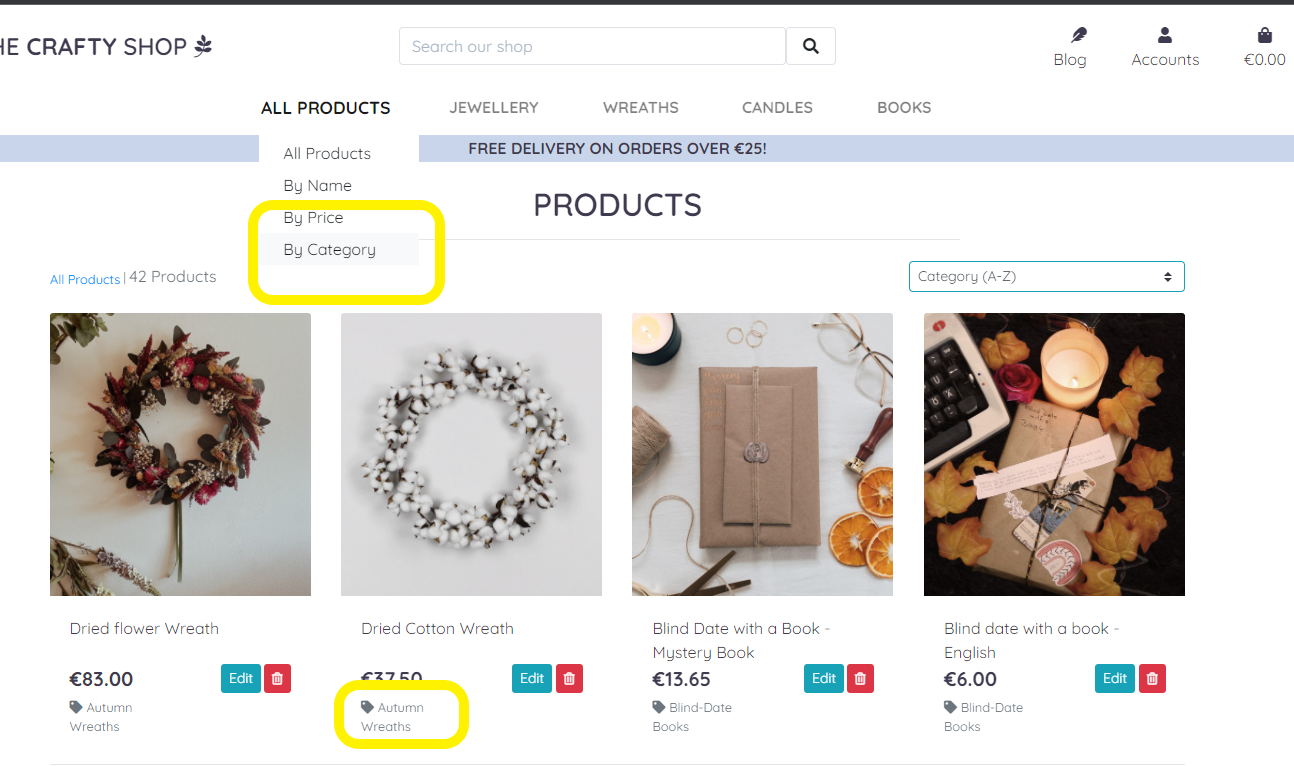 HE CRAFTY SHOP
Search our shop
Blog
Accounts
€0.00
ALL PRODUCTS
JEWELLERY
WREATHS
CANDLES
BOOKS
All Products
By Name
By Price
By Category
FREE DELIVERY ON ORDERS OVER €25!
PRODUCTS
All Products | 42 Products
Category (A-Z)
Dried flower Wreath
€83.00
Edit
Autumn
Wreaths
Dried Cotton Wreath
€37.50
Edit
Autumn
Wreaths
Blind Date with a Book -
Mystery Book
€13.65
Edit
Blind-Date
Books
Blind date with a book -
English
€6.00
Edit
Blind-Date
Books